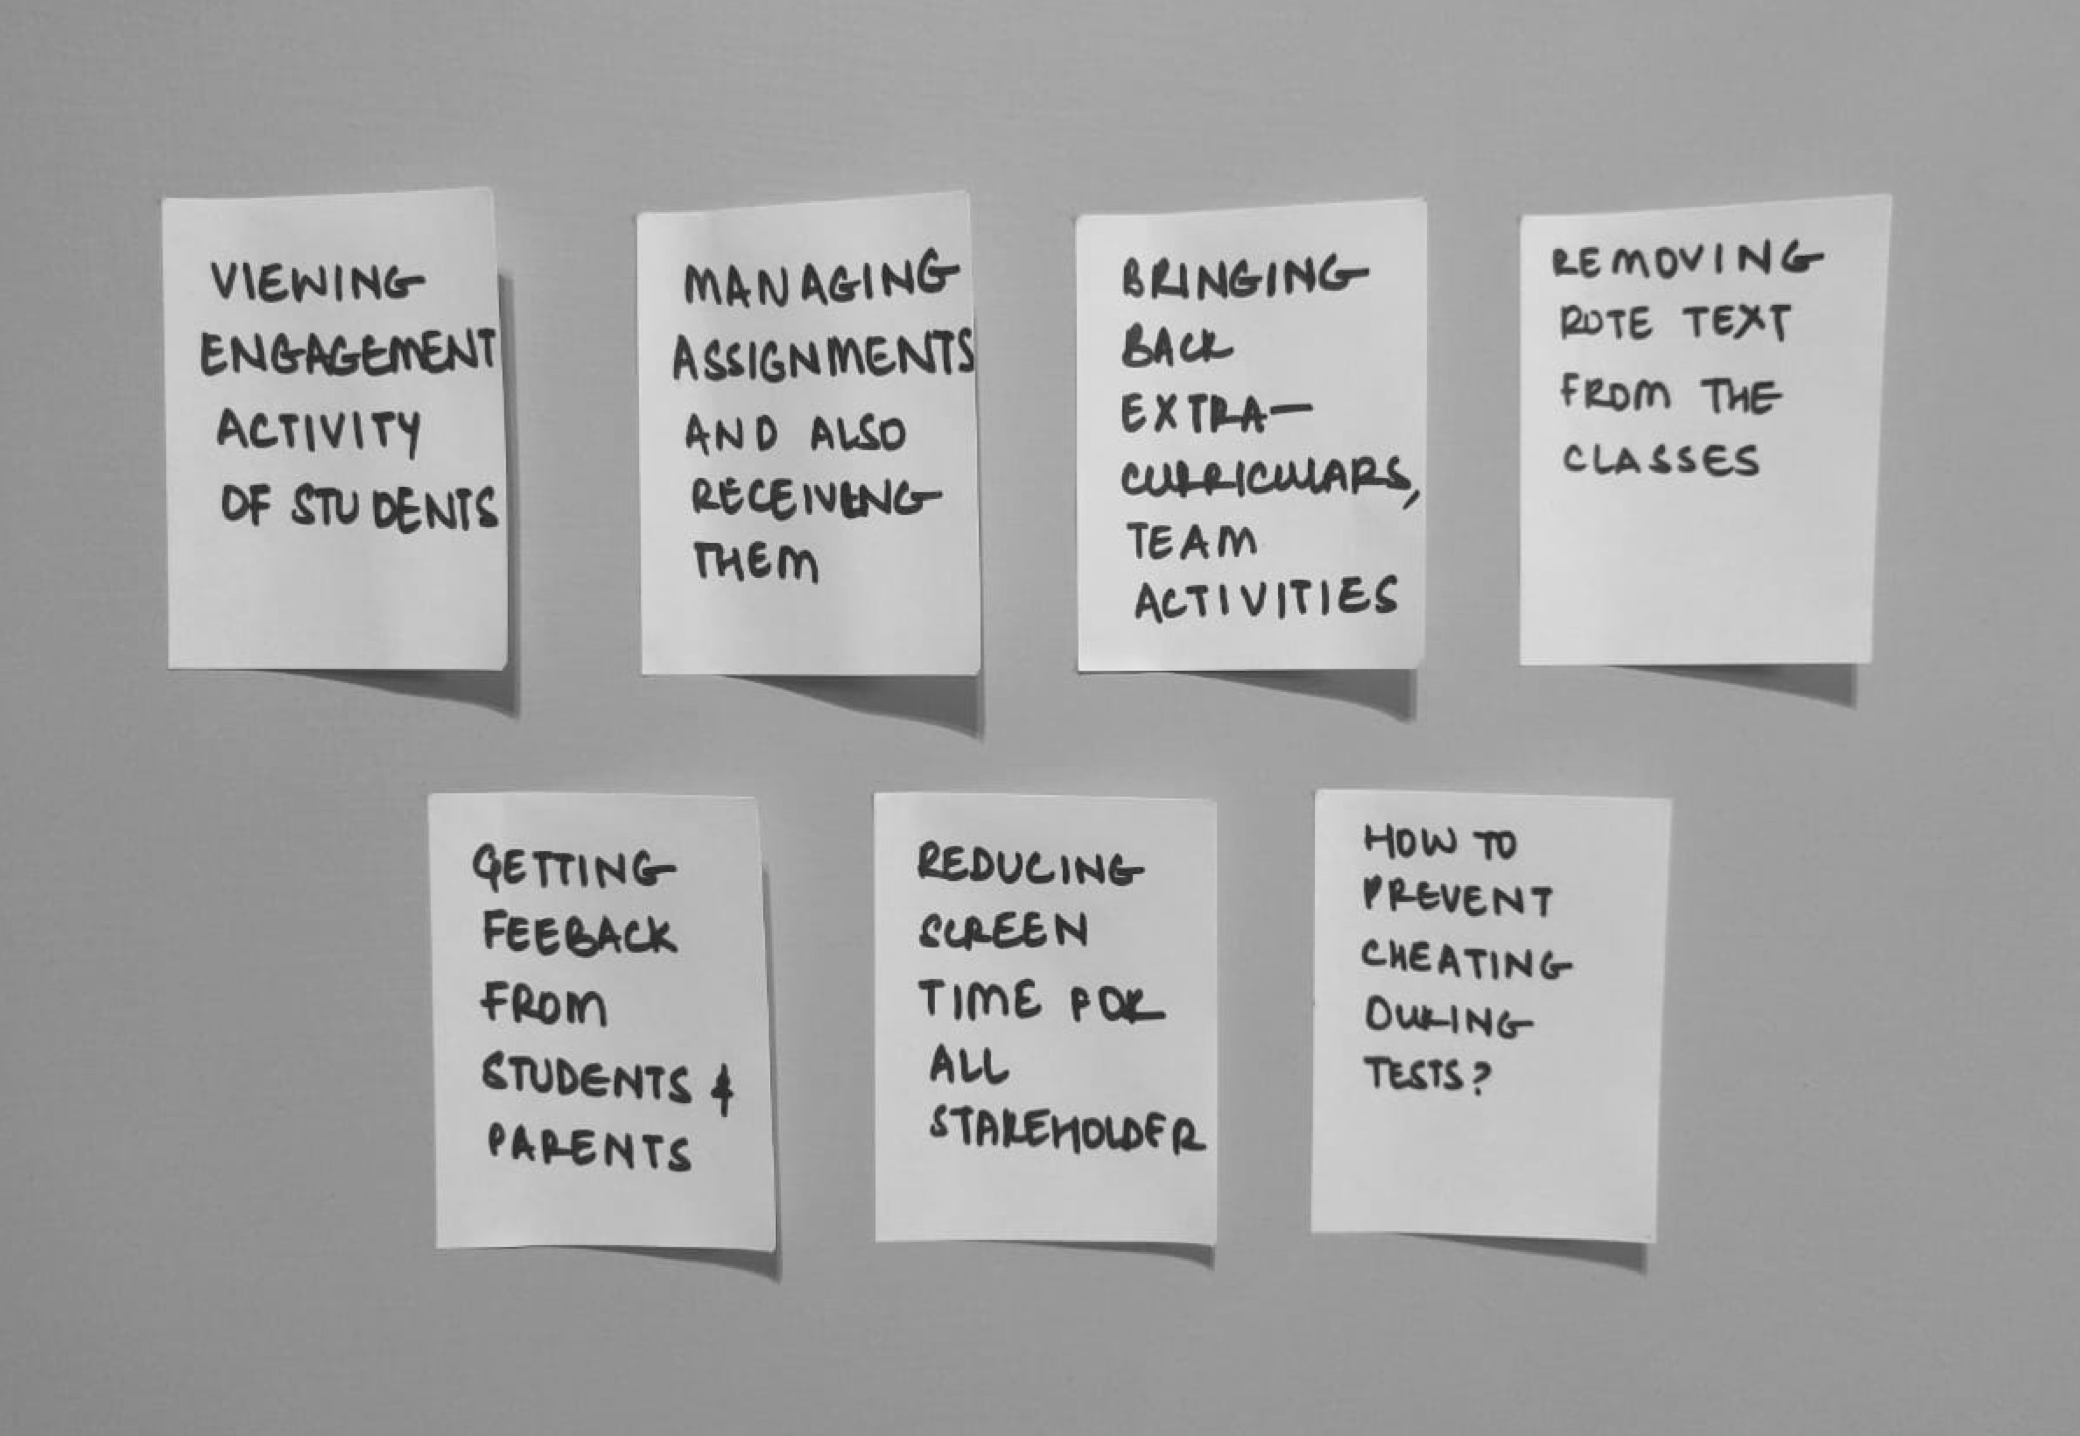 VIEWING
ENGAGEMENT
ACTIVITY
OF STUDENTS
MANAGING
ASSIGNMENTS
AND ALSO
RECEIVENG
THEM
BRINGING
BACK
EXTRA-
CURRICULARS,
TEAM
ACTIVITIES
REMOVING
ROTE TEXT
FROM THE
CLASSES
GETTING
FEEBACK
FROM
STUDENTS &
PARENTS
REDUCING
SCREEN
TIME FOR
ALL
STAKEHOLDER
HOW TO
PREVENT
CHEATING
DURING
TESTS?